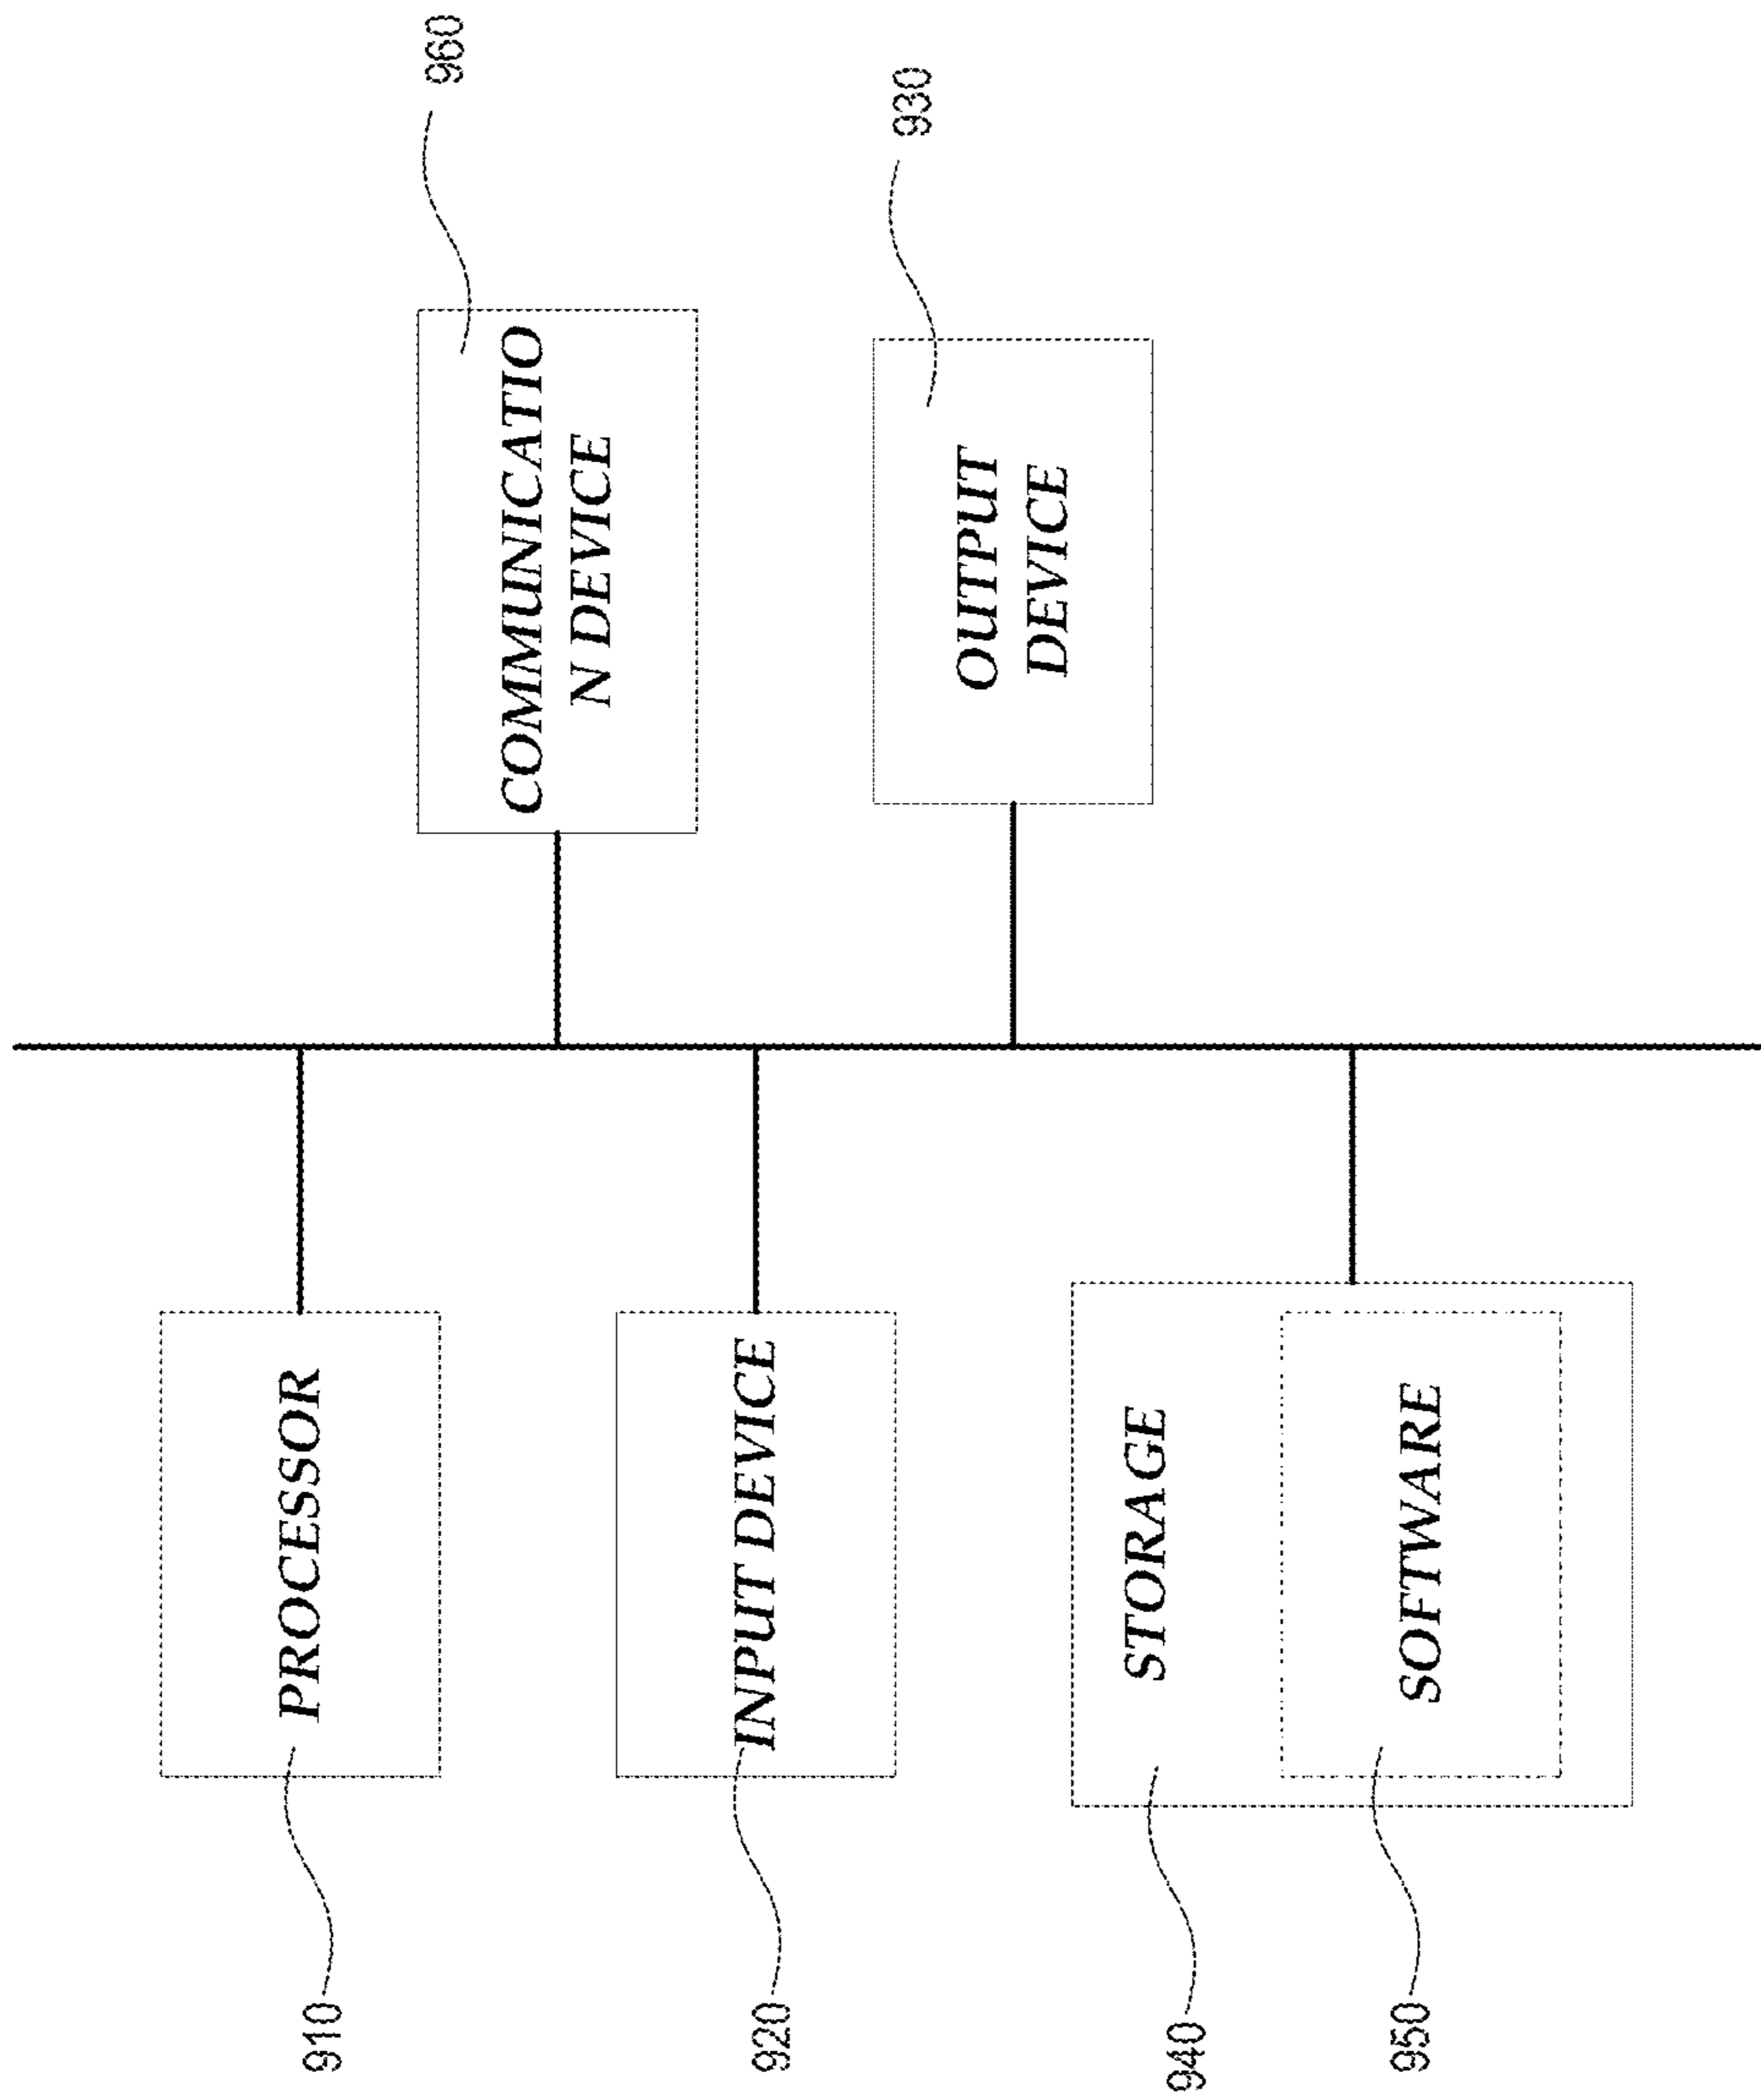 910
PROCESSOR
COMMUNICATIO
N DEVICE
960
920
INPUT DEVICE
OUTPUT
DEVICE
930
940
STORAGE
950
SOFTWARE